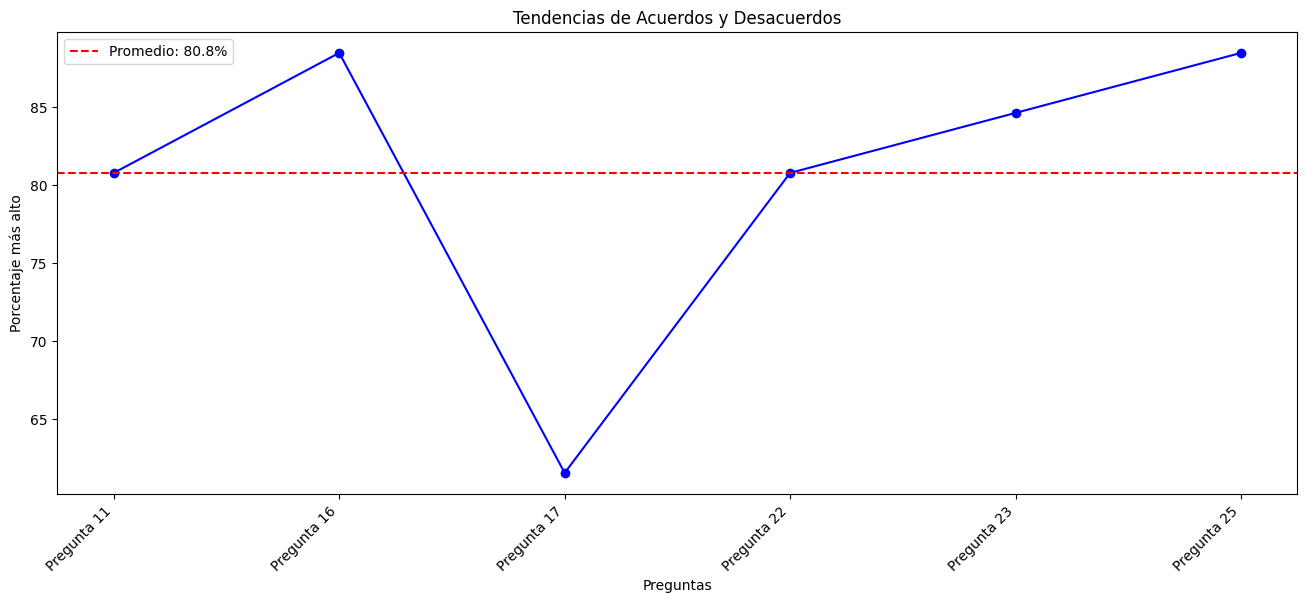 Tendencias de Acuerdos y Desacuerdos
Promedio: 80.8%
Porcentaje más alto
85
80
75
70
65
Pregunta 11
Pregunta 16
Pregunta 17
Pregunta 22
Pregunta 23
Pregunta 25
Preguntas